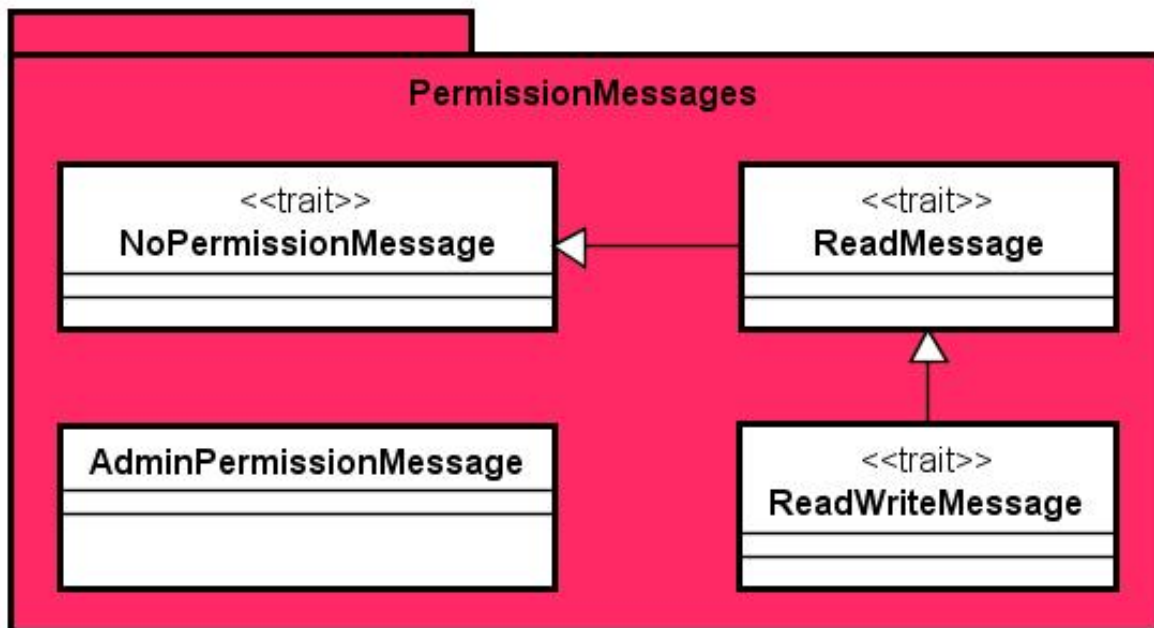 PermissionMessages
<<trait>>
NoPermissionMessage
<<trait>>
ReadMessage
AdminPermissionMessage
<<trait>>
ReadWriteMessage